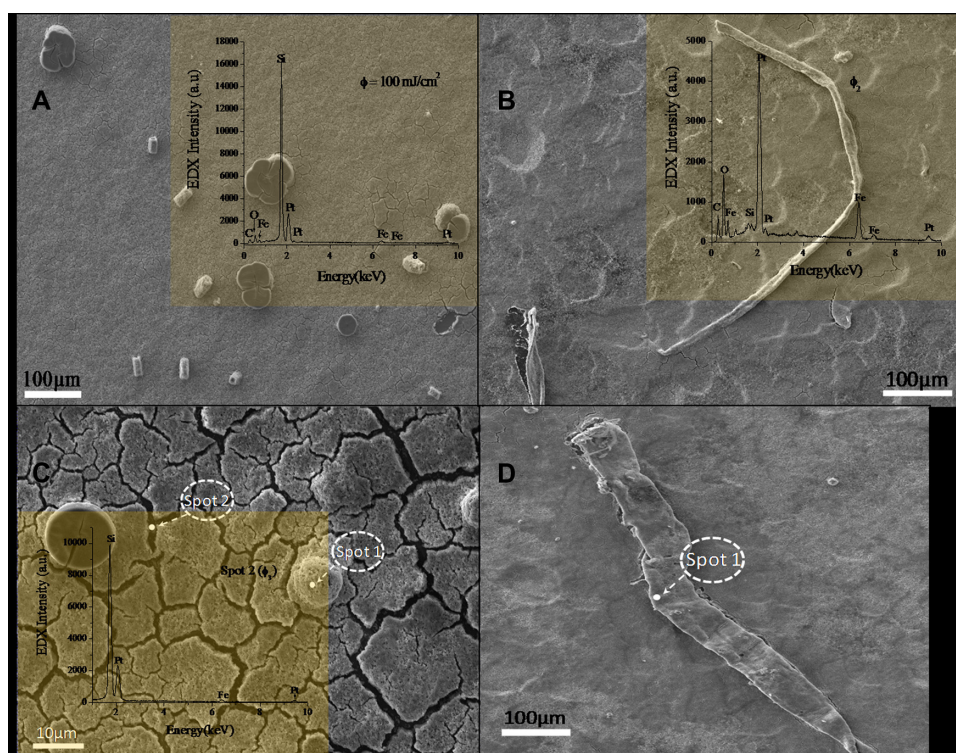 A
18000
16000
14000
12000
10000
8000
6000
4000
2000
0
EDX Intensity (a.u.)
Si
ϕ = 100 mJ/cm²
O
Pt
C
Fe
Pt
Fe
Fe
Pt
0
2
4
6
8
10
Energy(keV)
100µm
B
5000
4000
3000
2000
1000
0
EDX Intensity (a.u.)
Pt
ϕ₂
O
C
Fe
Si
Pt
Fe
Fe
Pt
0
2
4
6
8
10
Energy (keV)
100µm
C
Spot 2
Spot 1
10000
8000
6000
4000
2000
0
EDX Intensity (a.u.)
Si
Spot 2 (ϕ₃)
Pt
Fe
Pt
2
4
6
8
10
Energy(keV)
10µm
D
Spot 1
100µm